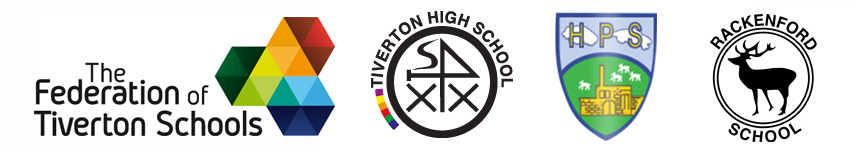 The
Federation of
Tiverton Schools
TIVERTON HIGH SCHOOL
HPS
RACKENFORD
SCHOOL